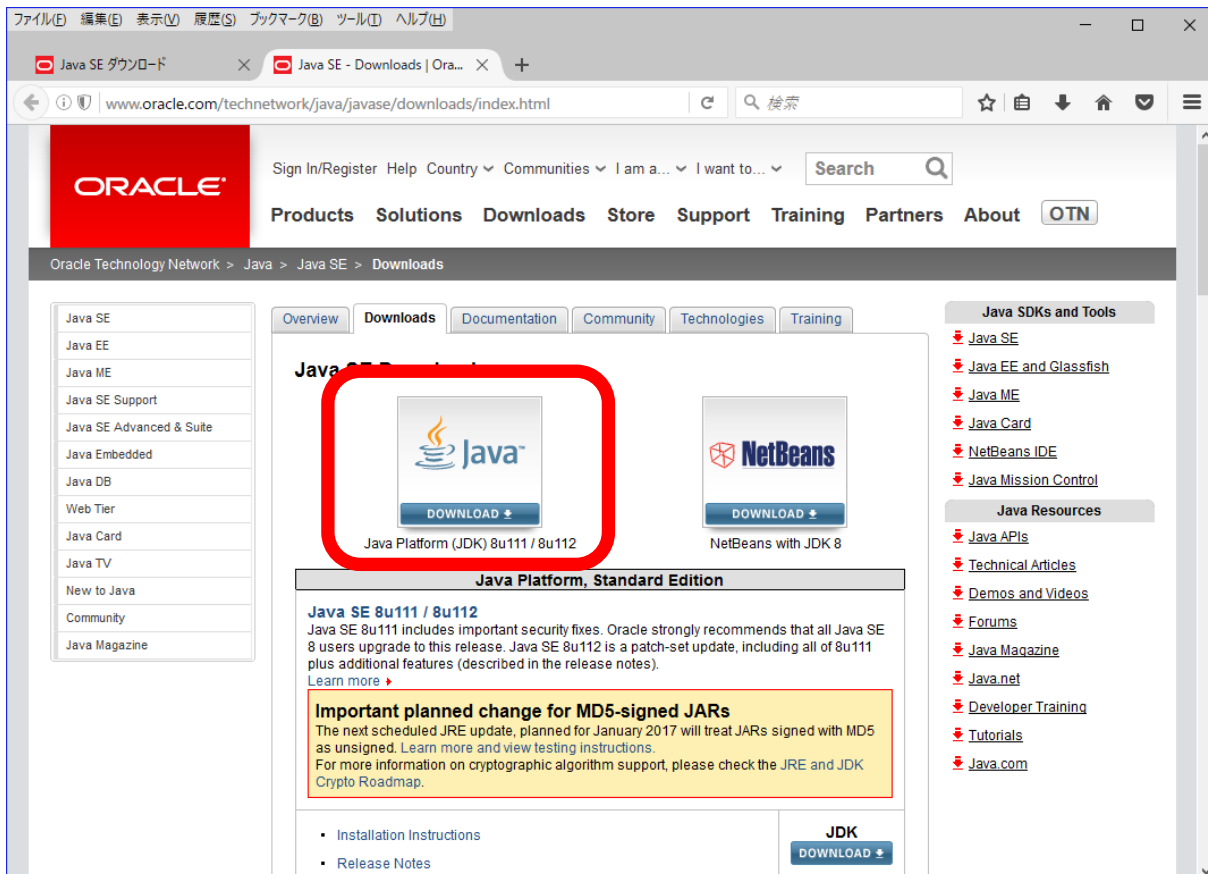 ファイル(F) 編集(E) 表示(V) 履歴(S) ブックマーク(B) ツール(T) ヘルプ(H)
Java SE ダウンロード
Java SE - Downloads | Ora...
www.oracle.com/technetwork/java/javase/downloads/index.html
検索
ORACLE
Sign In/Register Help Country Communities I am a... I want to... Search
Products Solutions Downloads Store Support Training Partners About OTN
Oracle Technology Network > Java > Java SE > Downloads
Java SE
Java EE
Java ME
Java SE Support
Java SE Advanced & Suite
Java Embedded
Java DB
Web Tier
Java Card
Java TV
New to Java
Community
Java Magazine
Overview Downloads Documentation Community Technologies Training
Java
Java™
DOWNLOAD
Java Platform (JDK) 8u111 / 8u112
NetBeans
DOWNLOAD
NetBeans with JDK 8
Java Platform, Standard Edition
Java SE 8u111 / 8u112
Java SE 8u111 includes important security fixes. Oracle strongly recommends that all Java SE
8 users upgrade to this release. Java SE 8u112 is a patch-set update, including all of 8u111
plus additional features (described in the release notes).
Learn more
Important planned change for MD5-signed JARs
The next scheduled JRE update, planned for January 2017 will treat JARs signed with MD5
as unsigned. Learn more and view testing instructions.
For more information on cryptographic algorithm support, please check the JRE and JDK
Crypto Roadmap.
Installation Instructions
Release Notes
JDK
DOWNLOAD
Java SDKs and Tools
Java SE
Java EE and Glassfish
Java ME
Java Card
NetBeans IDE
Java Mission Control
Java Resources
Java APIs
Technical Articles
Demos and Videos
Forums
Java Magazine
Java.net
Developer Training
Tutorials
Java.com